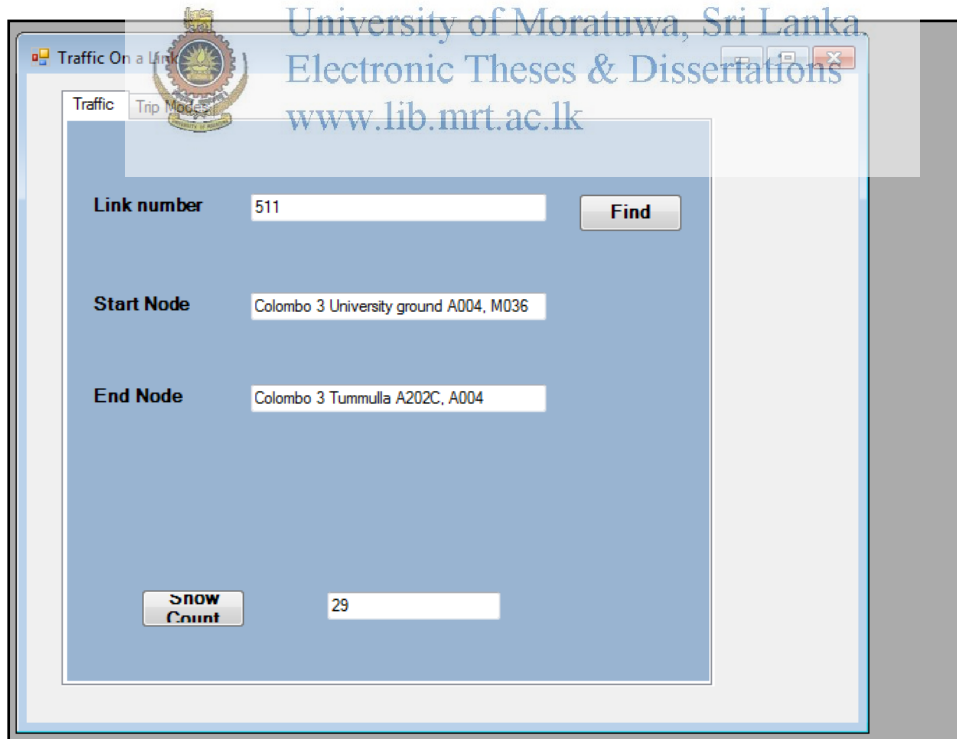 University of Moratuwa, Sri Lanka.
Electronic Theses & Dissertations
www.lib.mrt.ac.lk
Traffic On a Link
Traffic
Trip Modes
Link number
511
Find
Start Node
Colombo 3 University ground A004, M036
End Node
Colombo 3 Tummulla A202C, A004
Show
Count
29